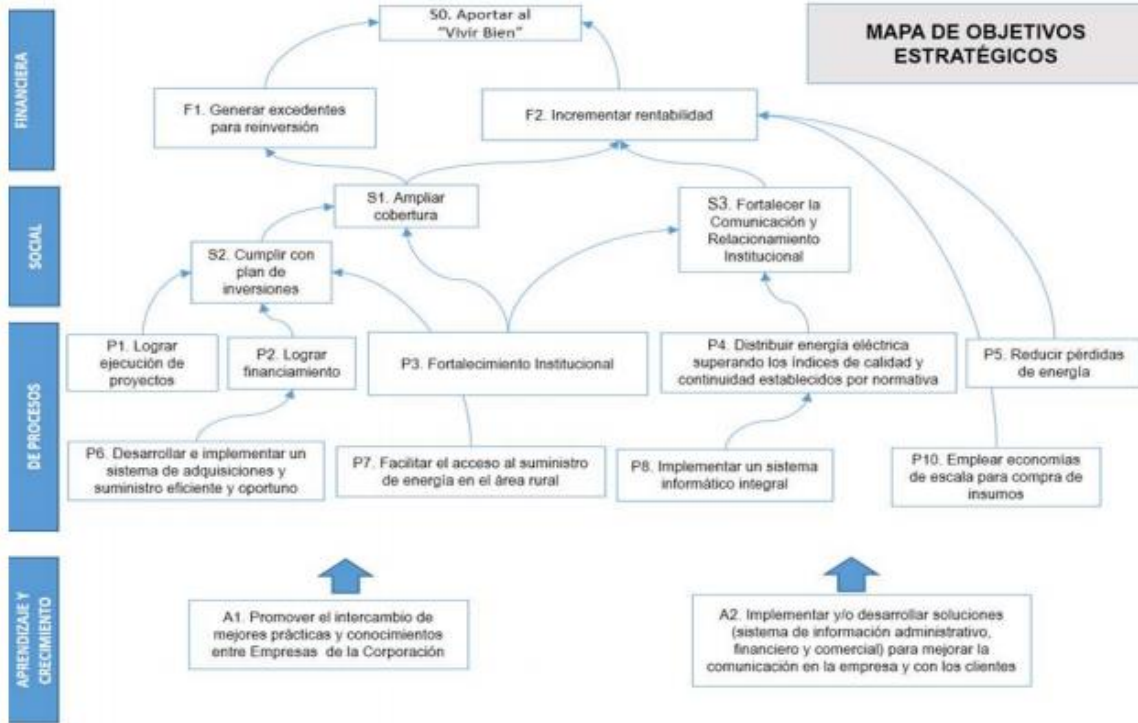 S0. Aportar al
"Vivir Bien"
MAPA DE OBJETIVOS
ESTRATÉGICOS
FINANCIERA
F1. Generar excedentes
para reinversión
F2. Incrementar rentabilidad
SOCIAL
S1. Ampliar
cobertura
S3. Fortalecer la
Comunicación y
Relacionamiento
Institucional
S2. Cumplir con
plan de
inversiones
DE PROCESOS
P1. Lograr
ejecución de
proyectos
P2. Lograr
financiamiento
P3. Fortalecimiento Institucional
P4. Distribuir energía eléctrica
superando los índices de calidad y
continuidad establecidos por normativa
P5. Reducir pérdidas
de energía
P6. Desarrollar e implementar un
sistema de adquisiciones y
suministro eficiente y oportuno
P7. Facilitar el acceso al suministro
de energía en el área rural
P8. Implementar un sistema
informático integral
P10. Emplear economías
de escala para compra de
insumos
APRENDIZAJE Y
CRECIMIENTO
A1. Promover el intercambio de
mejores prácticas y conocimientos
entre Empresas de la Corporación
A2. Implementar y/o desarrollar soluciones
(sistema de información administrativo,
financiero y comercial) para mejorar la
comunicación en la empresa y con los clientes